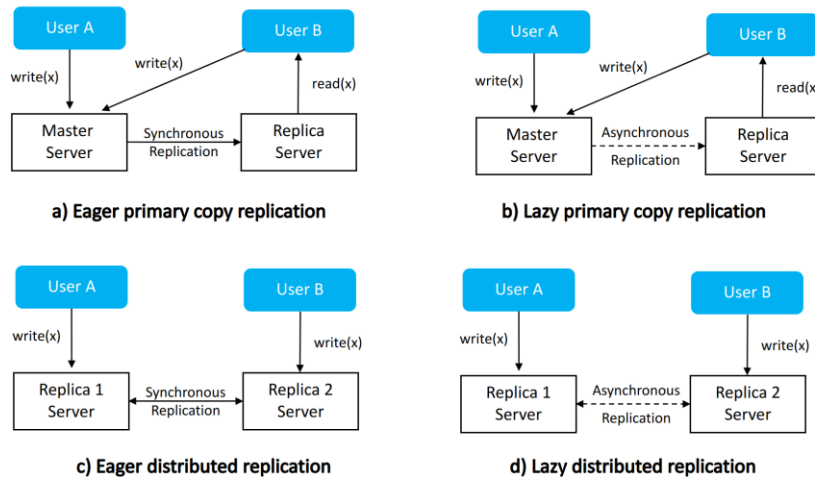 User A
User B
write(x)
write(x)
read(x)
Master
Server
Synchronous
Replication
Replica
Server
a) Eager primary copy replication
User A
User B
write(x)
write(x)
read(x)
Master
Server
Asynchronous
Replication
Replica
Server
b) Lazy primary copy replication
User A
User B
write(x)
write(x)
Replica 1
Server
Synchronous
Replication
Replica 2
Server
c) Eager distributed replication
User A
User B
write(x)
write(x)
Replica 1
Server
Asynchronous
Replication
Replica 2
Server
d) Lazy distributed replication